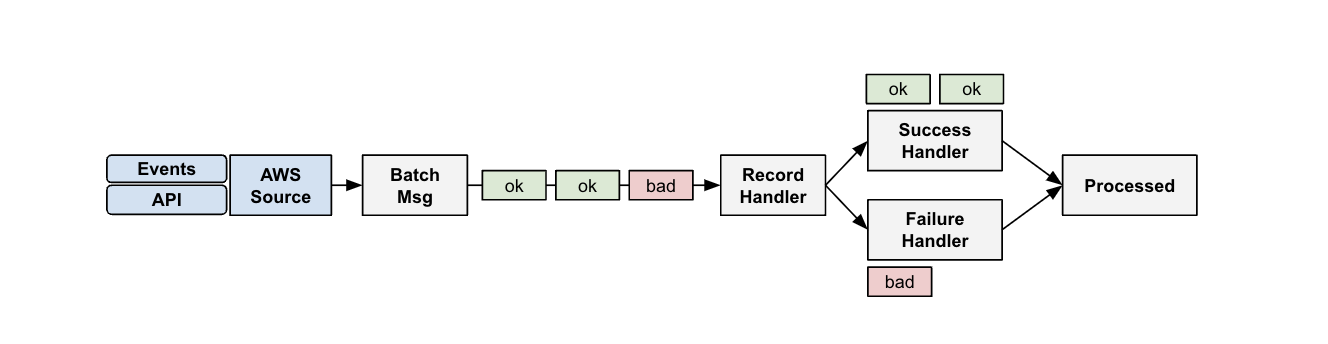 Events
API
AWS
Source
Batch
Msg
ok
ok
bad
Record
Handler
ok
ok
Success
Handler
Failure
Handler
bad
Processed